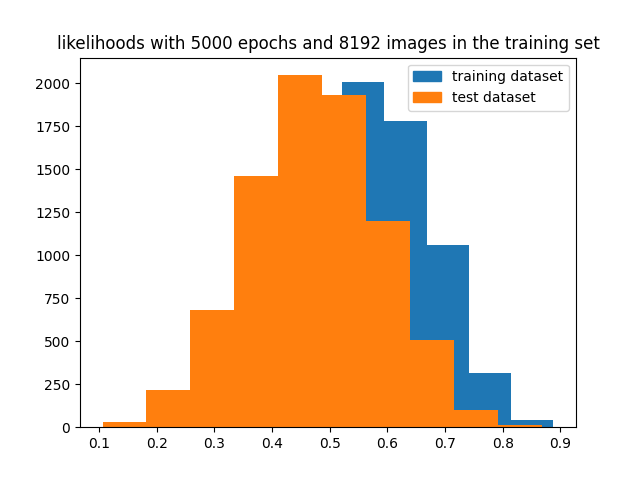 likelihoods with 5000 epochs and 8192 images in the training set
training dataset
test dataset
2000
1750
1500
1250
1000
750
500
250
0
0.1 0.2 0.3 0.4 0.5 0.6 0.7 0.8 0.9